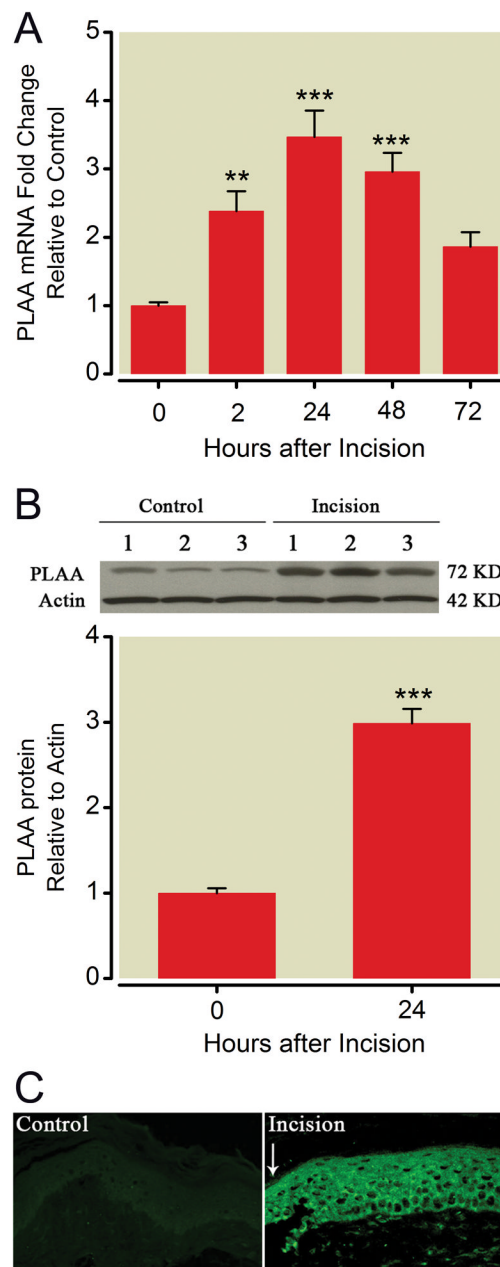 A
PLAA mRNA Fold Change
Relative to Control
5
4
3
2
1
0
**
***
***
0 2 24 48 72
Hours after Incision
B
Control Incision
1 2 3 1 2 3
PLAA 72 KD
Actin 42 KD
PLAA protein
Relative to Actin
4
3
2
1
0
***
0 24
Hours after Incision
C
Control Incision